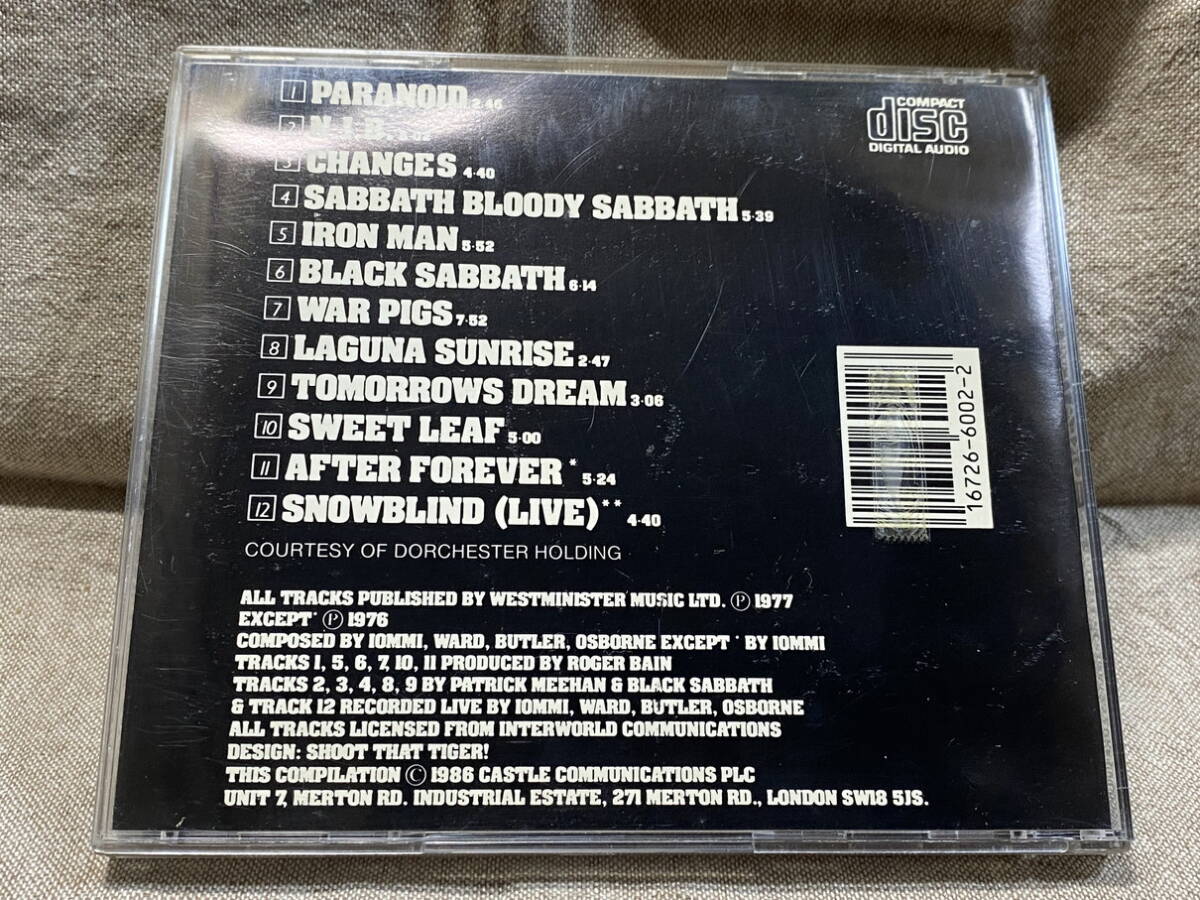 1 PARANOID 2·46
2 N.I.B.
3 CHANGES 4·40
4 SABBATH BLOODY SABBATH 5·39
5 IRON MAN 5·52
6 BLACK SABBATH 6·14
7 WAR PIGS 7·52
8 LAGUNA SUNRISE 2·47
9 TOMORROWS DREAM 3·06
10 SWEET LEAF 5·00
11 AFTER FOREVER * 5·24
12 SNOWBLIND (LIVE)** 4·40
COURTESY OF DORCHESTER HOLDING
COMPACT
disc
DIGITAL AUDIO
16726-6002-2
ALL TRACKS PUBLISHED BY WESTMINISTER MUSIC LTD. Ⓟ 1977
EXCEPT* Ⓟ 1976
COMPOSED BY IOMMI, WARD, BUTLER, OSBORNE EXCEPT * BY IOMMI
TRACKS 1, 5, 6, 7, 10, 11 PRODUCED BY ROGER BAIN
TRACKS 2, 3, 4, 8, 9 BY PATRICK MEEHAN & BLACK SABBATH
& TRACK 12 RECORDED LIVE BY IOMMI, WARD, BUTLER, OSBORNE
ALL TRACKS LICENSED FROM INTERWORLD COMMUNICATIONS
DESIGN: SHOOT THAT TIGER!
THIS COMPILATION © 1986 CASTLE COMMUNICATIONS PLC
UNIT 7, MERTON RD. INDUSTRIAL ESTATE, 271 MERTON RD., LONDON SW18 5JS.